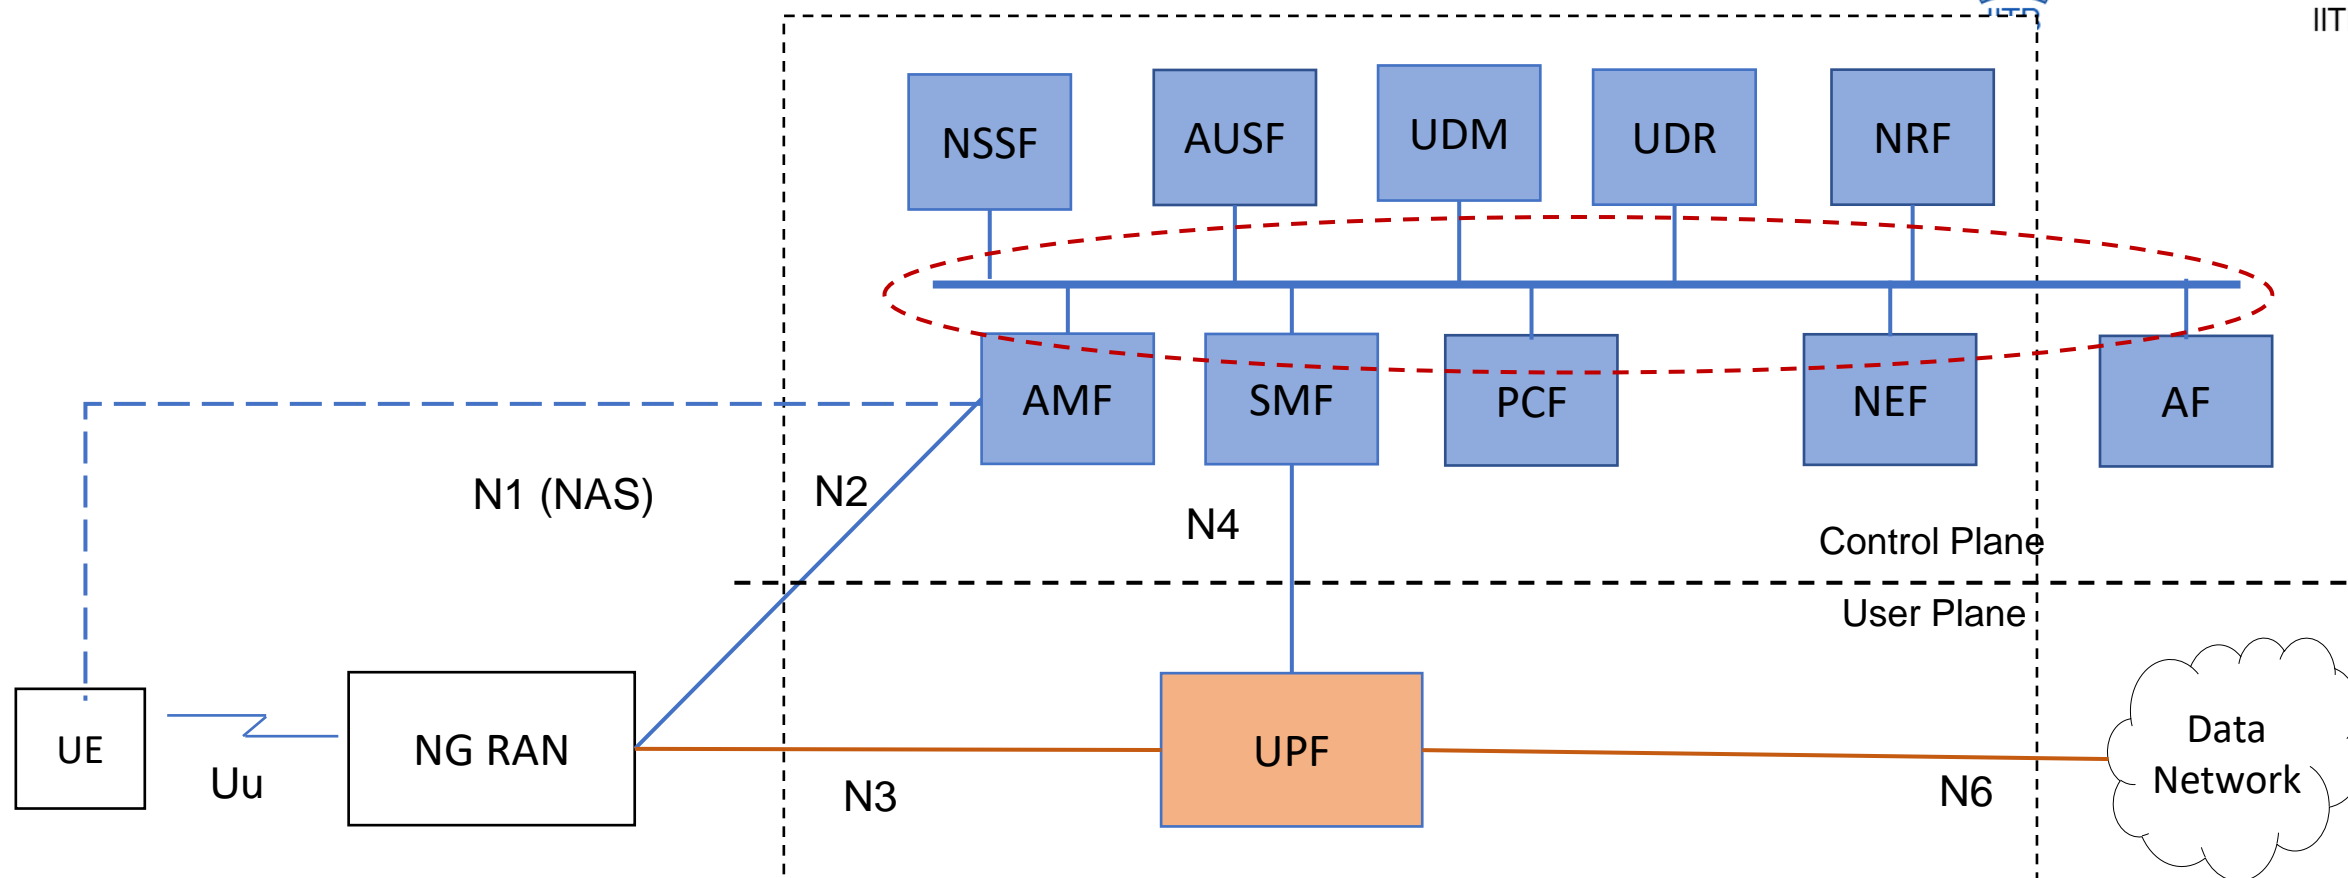 IIT
NSSF
AUSF
UDM
UDR
NRF
AMF
SMF
PCF
NEF
AF
N1 (NAS)
N2
N4
Control Plane
User Plane
UE
Uu
NG RAN
N3
UPF
N6
Data
Network